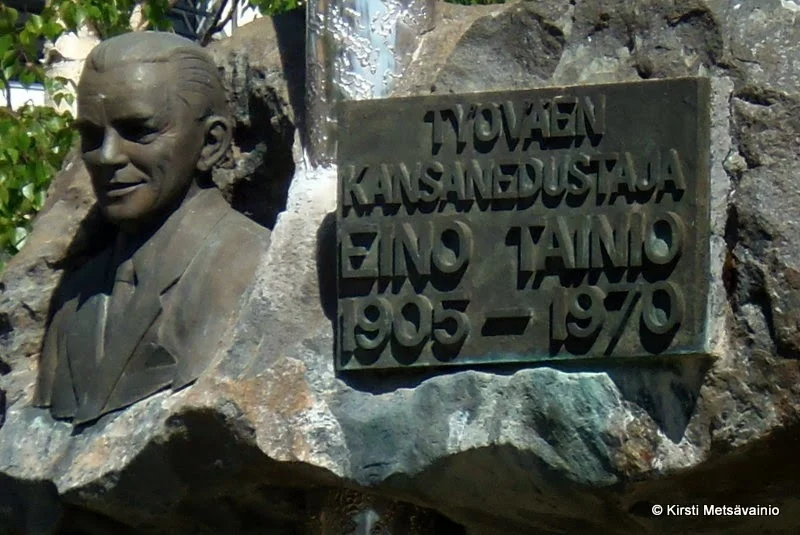 TYÖVÄEN
KANSANEDUSTAJA
EINO TAINIO
1905 – 1970
© Kirsti Metsävainio